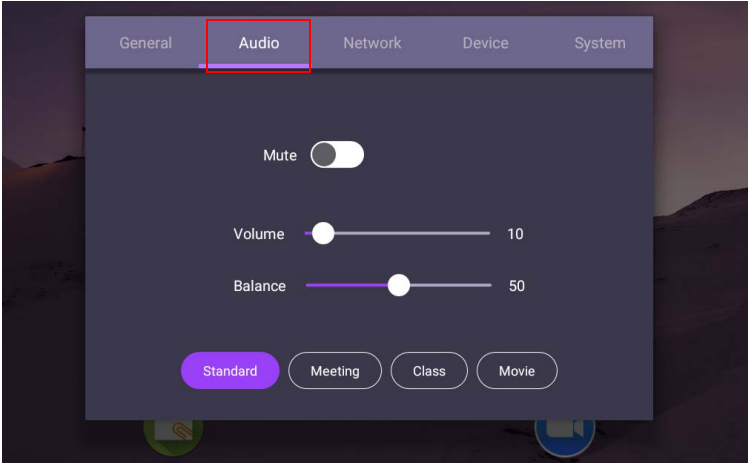 General Audio Network Device System
Mute
Volume 10
Balance 50
Standard Meeting Class Movie